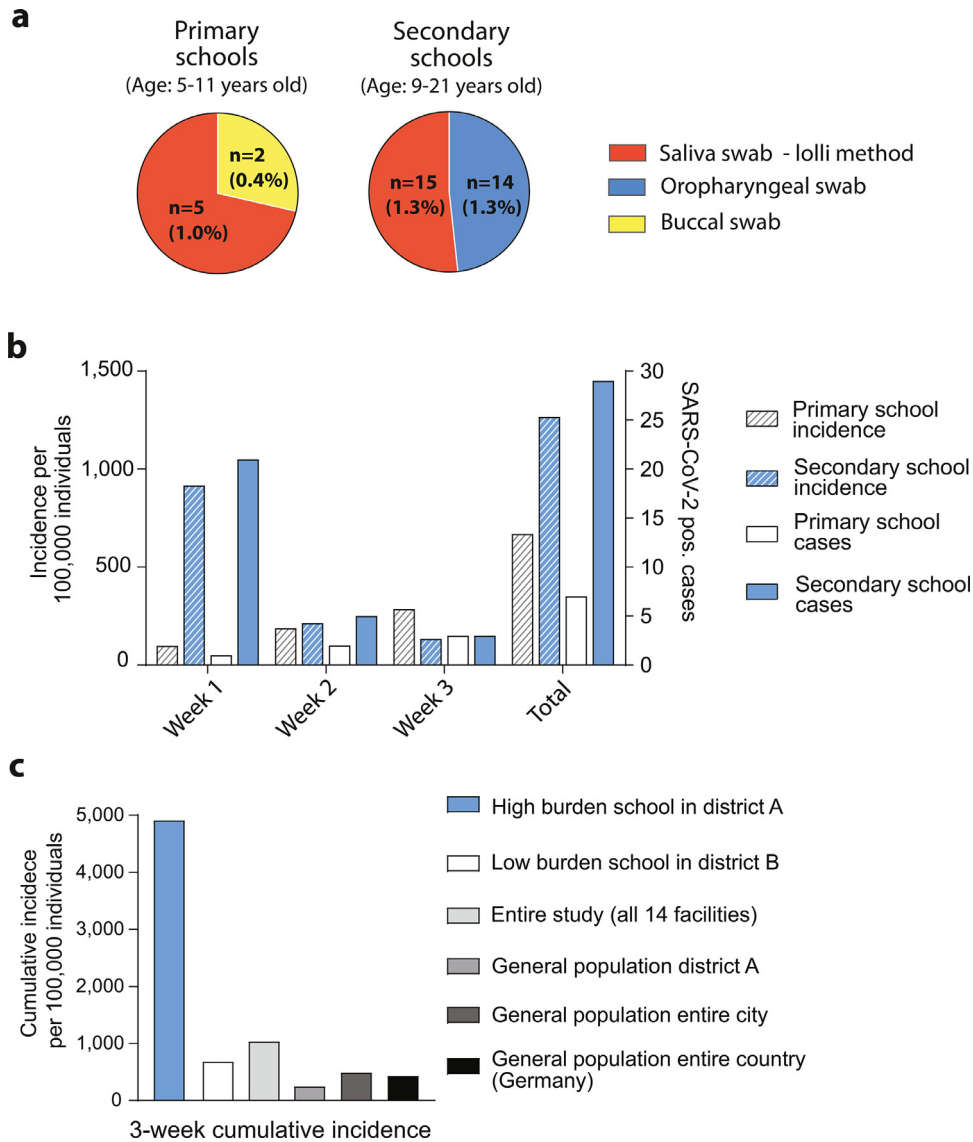 a
Primary
schools
(Age: 5-11 years old)
Secondary
schools
(Age: 9-21 years old)
n=2
(0.4%)
n=5
(1.0%)
n=15
(1.3%)
n=14
(1.3%)
Saliva swab - lolli method
Oropharyngeal swab
Buccal swab
b
Incidence per
100,000 individuals
1,500
1,000
500
0
30
25
20
15
10
5
0
SARS-CoV-2 pos. cases
Week 1
Week 2
Week 3
Total
Primary school
incidence
Secondary school
incidence
Primary school
cases
Secondary school
cases
c
Cumulative incidece
per 100,000 individuals
5,000
4,000
3,000
2,000
1,000
0
3-week cumulative incidence
High burden school in district A
Low burden school in district B
Entire study (all 14 facilities)
General population district A
General population entire city
General population entire country
(Germany)